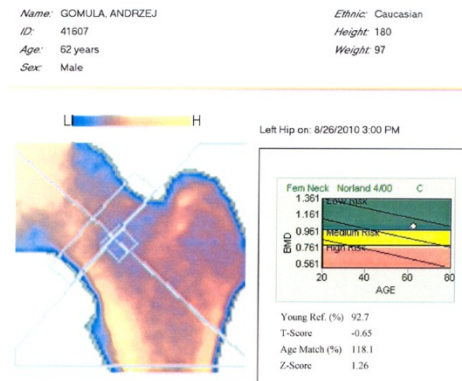 Name: GOMULA, ANDRZEJ Ethnic: Caucasian
ID: 41607 Height: 180
Age: 62 years Weight: 97
Sex: Male
L H
Left Hip on: 8/26/2010 3:00 PM
Fem Neck Norland 4/00 C
1.361 Low Risk
1.161
0.961 Medium Risk
0.761 High Risk
0.561
BMD
20 40 60 80
AGE
Young Ref. (%) 92.7
T-Score -0.65
Age Match (%) 118.1
Z-Score 1.26